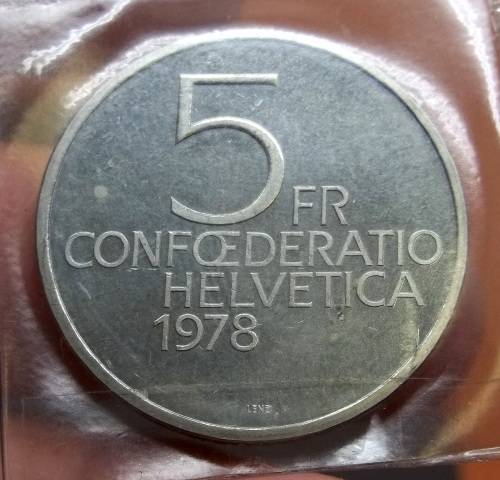 5 FR
CONFŒDERATIO
HELVETICA
1978